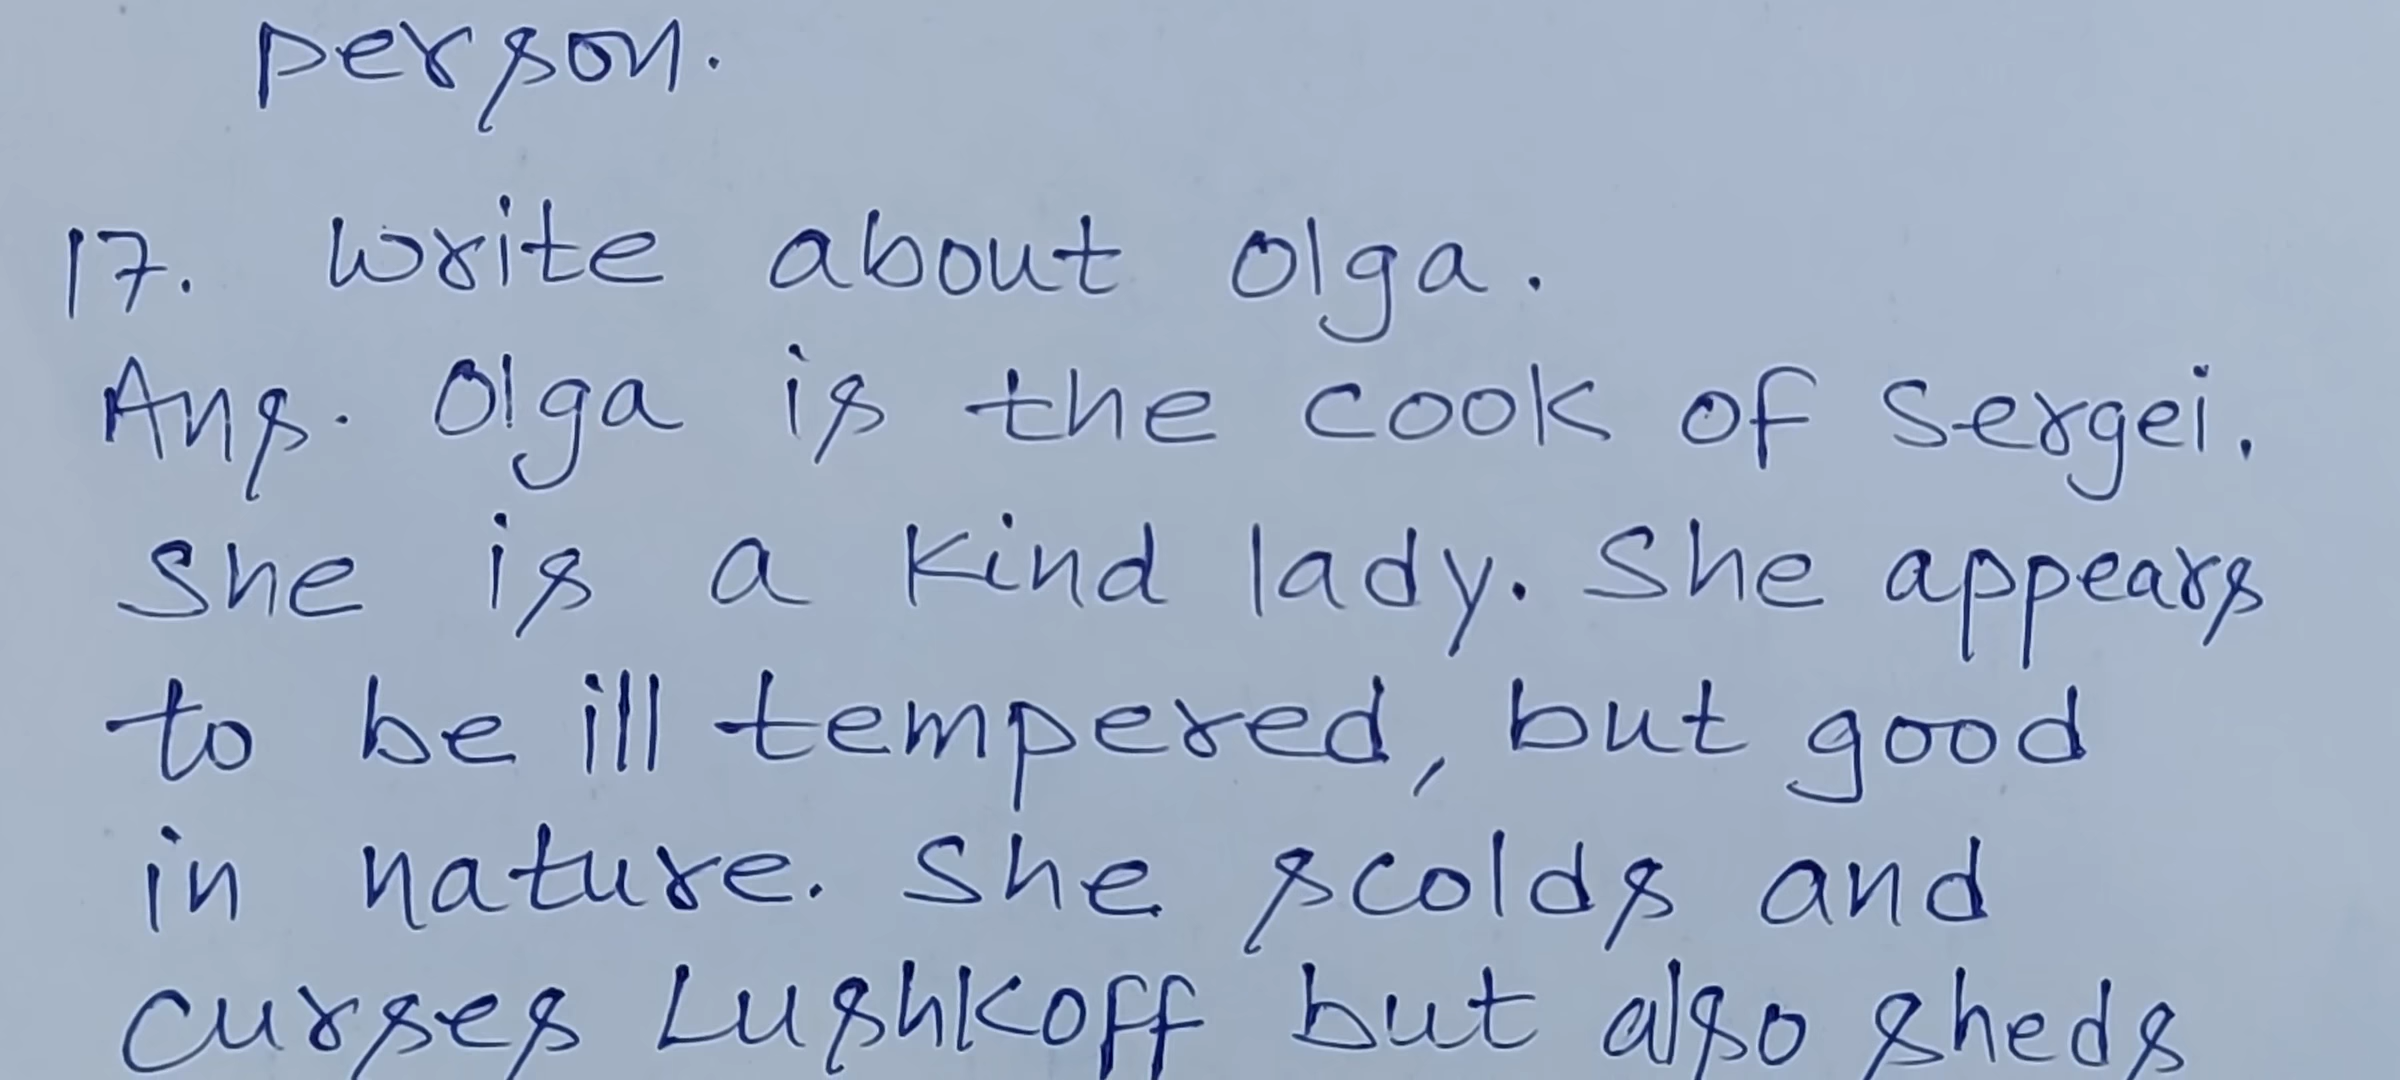 person.
17. Write about Olga.
Ans. Olga is the cook of Sergei.
She is a kind lady. She appears
to be ill tempered, but good
in nature. She scolds and
curses Lushkoff but also sheds